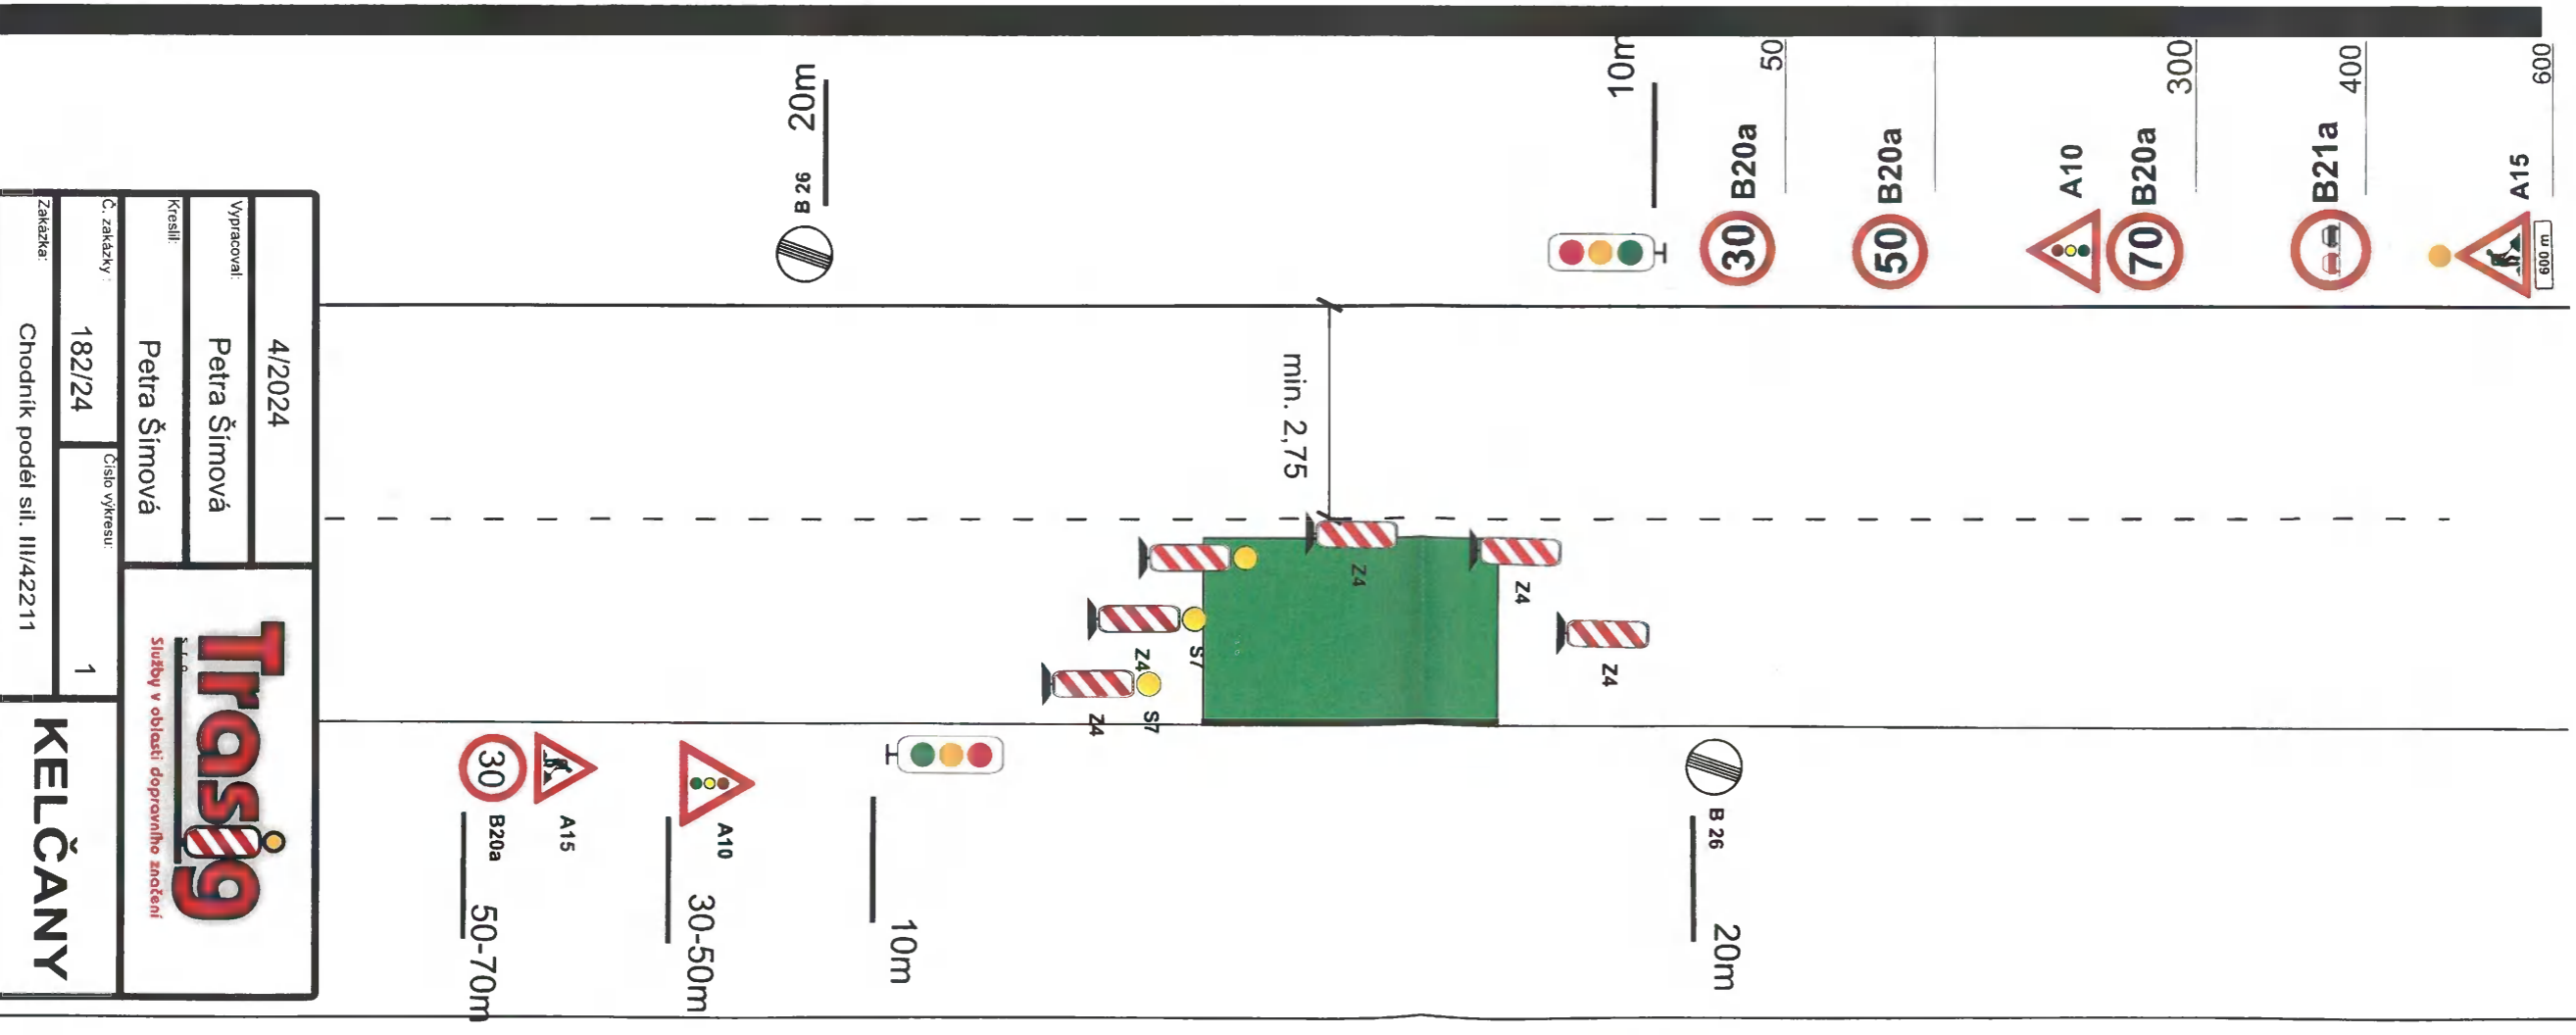 600
A15
600 m
400
B21a
300
B20a
70
A10
B20a
50
50
B20a
30
10m
20m
B 26
min. 2,75
Z4
Z4
Z4
S7
Z4
S7
Z4
B 26
20m
10m
A10
30-50m
A15
B20a
30
50-70m
4/2024
Vypracoval:
Petra Šímová
Kreslil:
Petra Šímová
Č. zakázky :
182/24
Číslo výkresu:
1
Zakázka:
Chodník podél sil. III/42211
Trasig
s.r.o.
Služby v oblasti dopravního značení
KELČANY